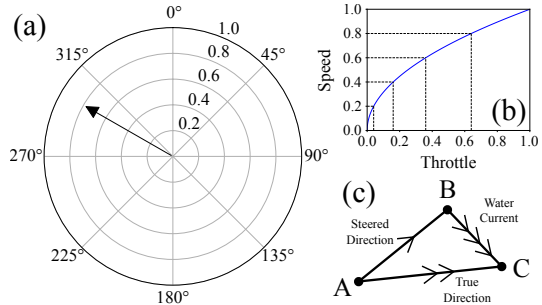 (a)
0°
45°
90°
135°
180°
225°
270°
315°
1.0
0.8
0.6
0.4
0.2
1.0
0.8
0.6
0.4
0.2
0.0
0.0 0.2 0.4 0.6 0.8 1.0
Speed
Throttle
(b)
(c)
B
Water
Current
Steered
Direction
A
C
True
Direction